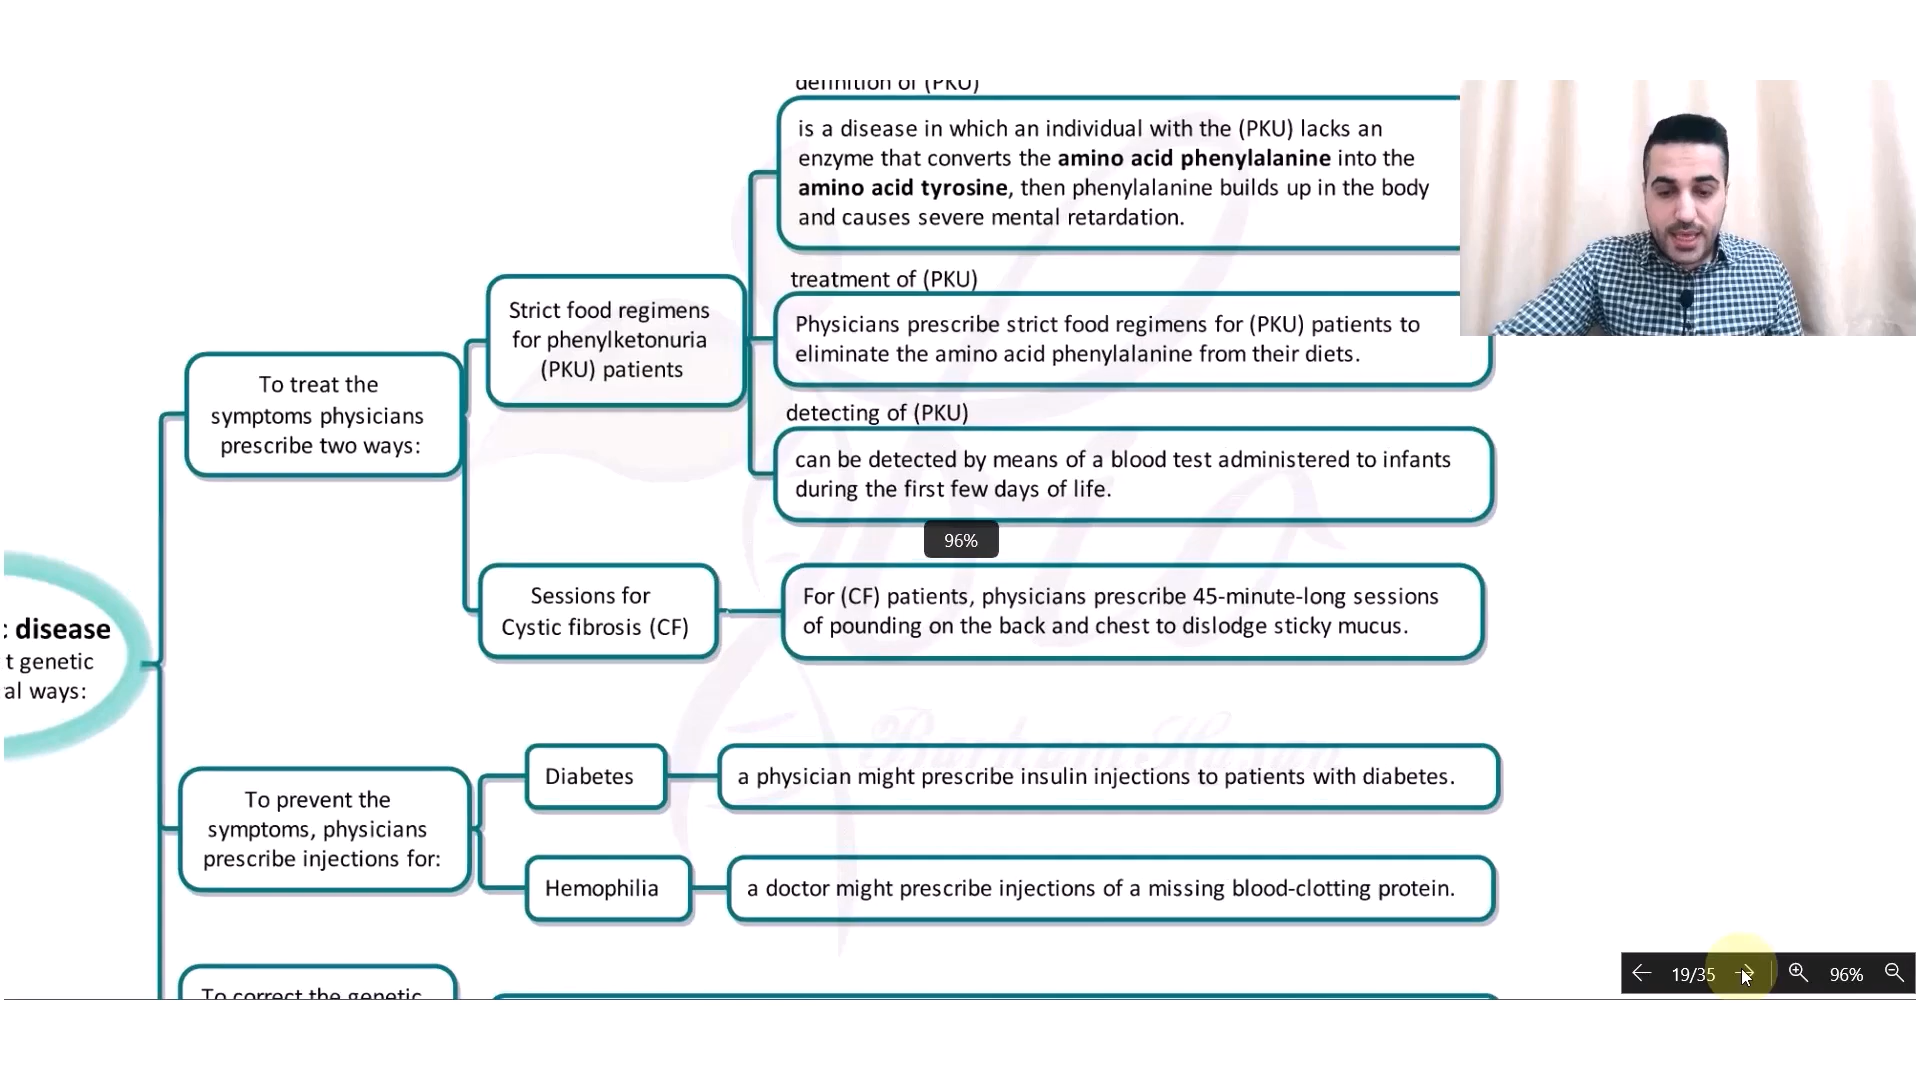 definition of (PKU)
is a disease in which an individual with the (PKU) lacks an
enzyme that converts the amino acid phenylalanine into the
amino acid tyrosine, then phenylalanine builds up in the body
and causes severe mental retardation.
treatment of (PKU)
Strict food regimens
for phenylketonuria
(PKU) patients
Physicians prescribe strict food regimens for (PKU) patients to
eliminate the amino acid phenylalanine from their diets.
To treat the
symptoms physicians
prescribe two ways:
detecting of (PKU)
can be detected by means of a blood test administered to infants
during the first few days of life.
96%
Sessions for
Cystic fibrosis (CF)
For (CF) patients, physicians prescribe 45-minute-long sessions
of pounding on the back and chest to dislodge sticky mucus.
disease
t genetic
al ways:
To prevent the
symptoms, physicians
prescribe injections for:
Diabetes
a physician might prescribe insulin injections to patients with diabetes.
Hemophilia
a doctor might prescribe injections of a missing blood-clotting protein.
To correct the genetic
19/35
96%